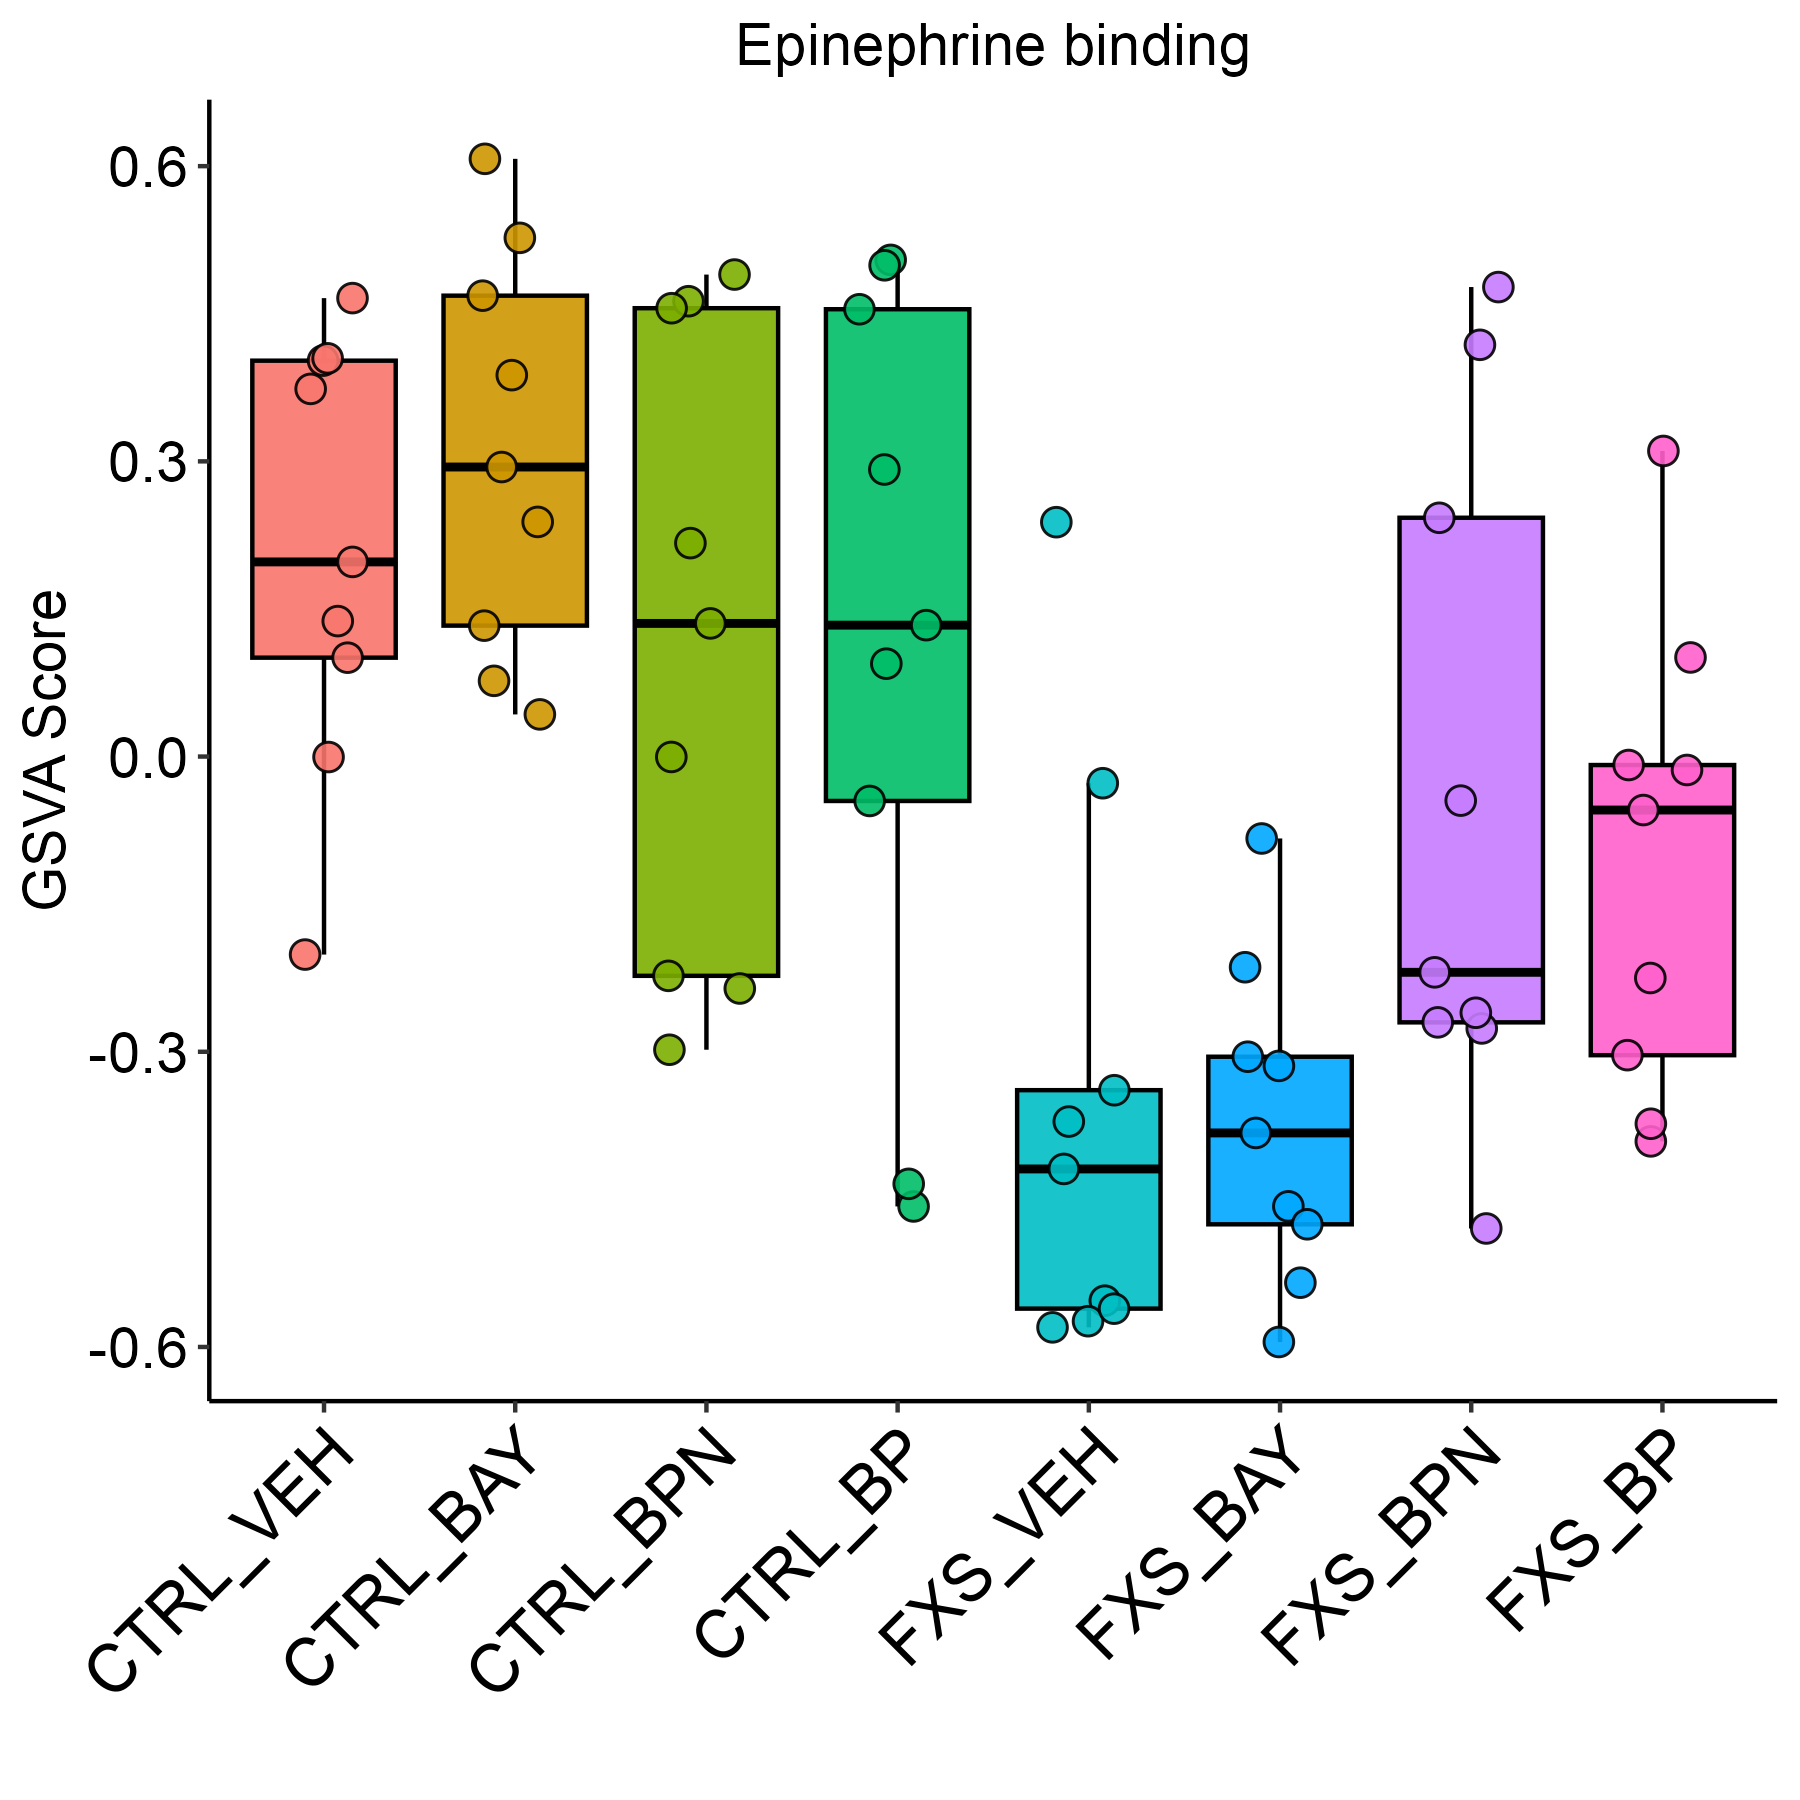 Epinephrine binding
GSVA Score
0.6
0.3
0.0
-0.3
-0.6
CTRL_VEH
CTRL_BAY
CTRL_BPN
CTRL_BP
FXS_VEH
FXS_BAY
FXS_BPN
FXS_BP